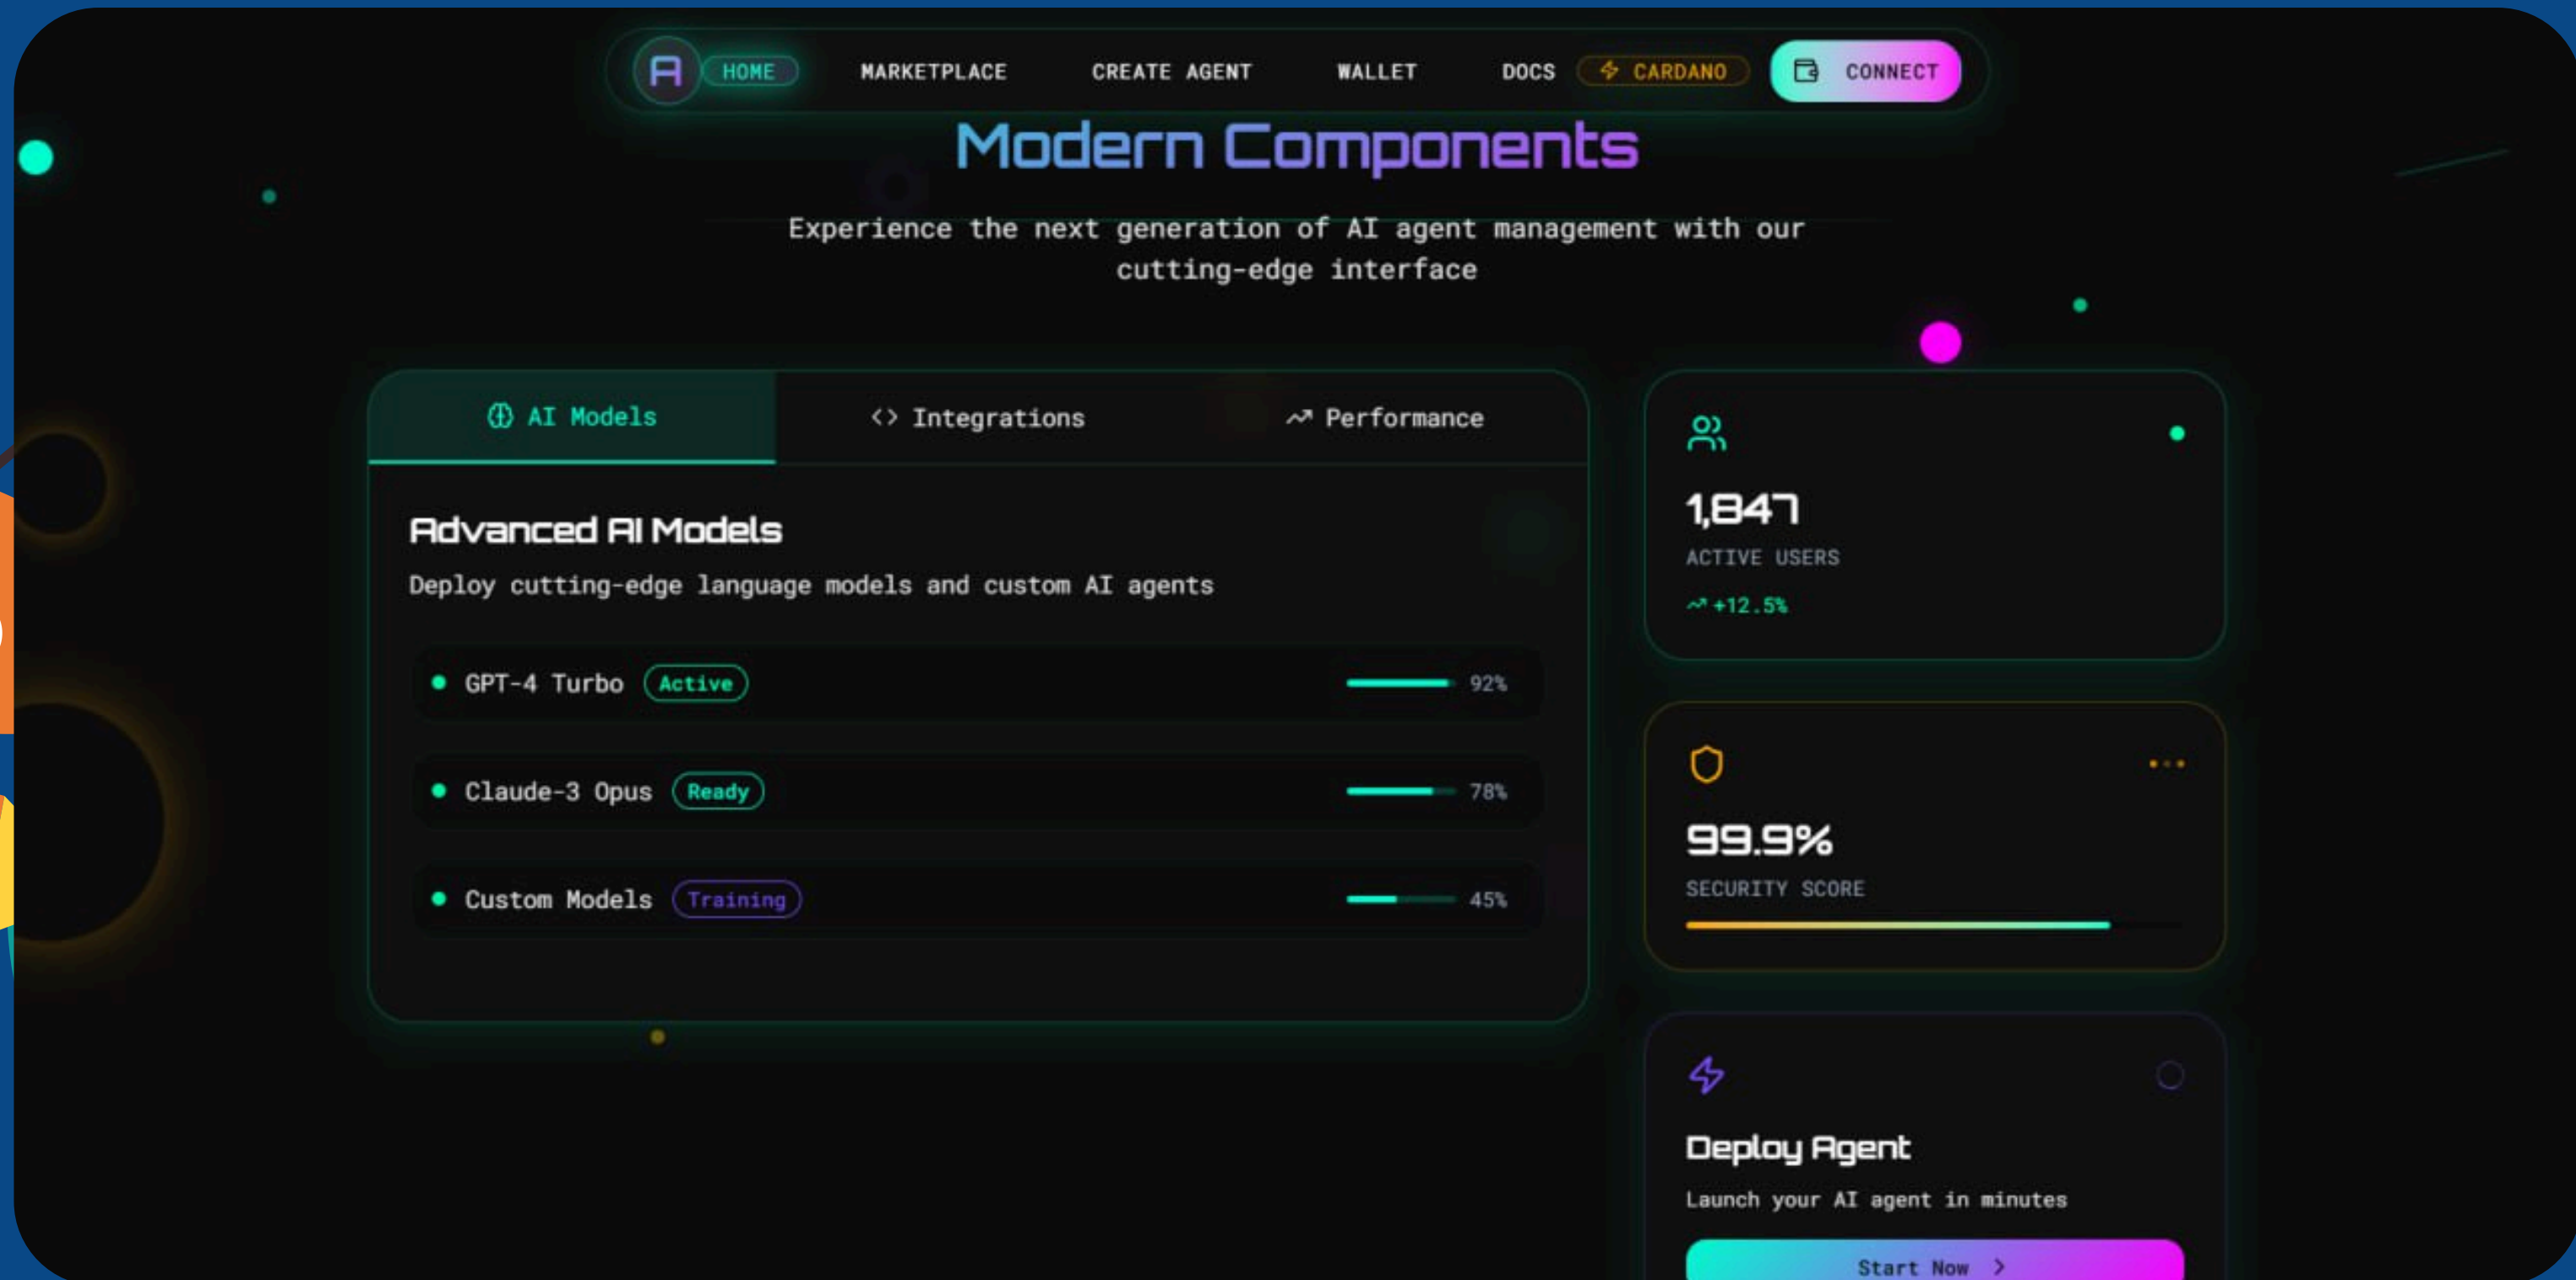 A
HOME
MARKETPLACE
CREATE AGENT
WALLET
DOCS
CARDANO
CONNECT
Modern Components
Experience the next generation of AI agent management with our
cutting-edge interface
AI Models
Integrations
Performance
Advanced AI Models
Deploy cutting-edge language models and custom AI agents
GPT-4 Turbo
Active
92%
Claude-3 Opus
Ready
78%
Custom Models
Training
45%
1,847
ACTIVE USERS
+12.5%
99.9%
SECURITY SCORE
Deploy Agent
Launch your AI agent in minutes
Start Now